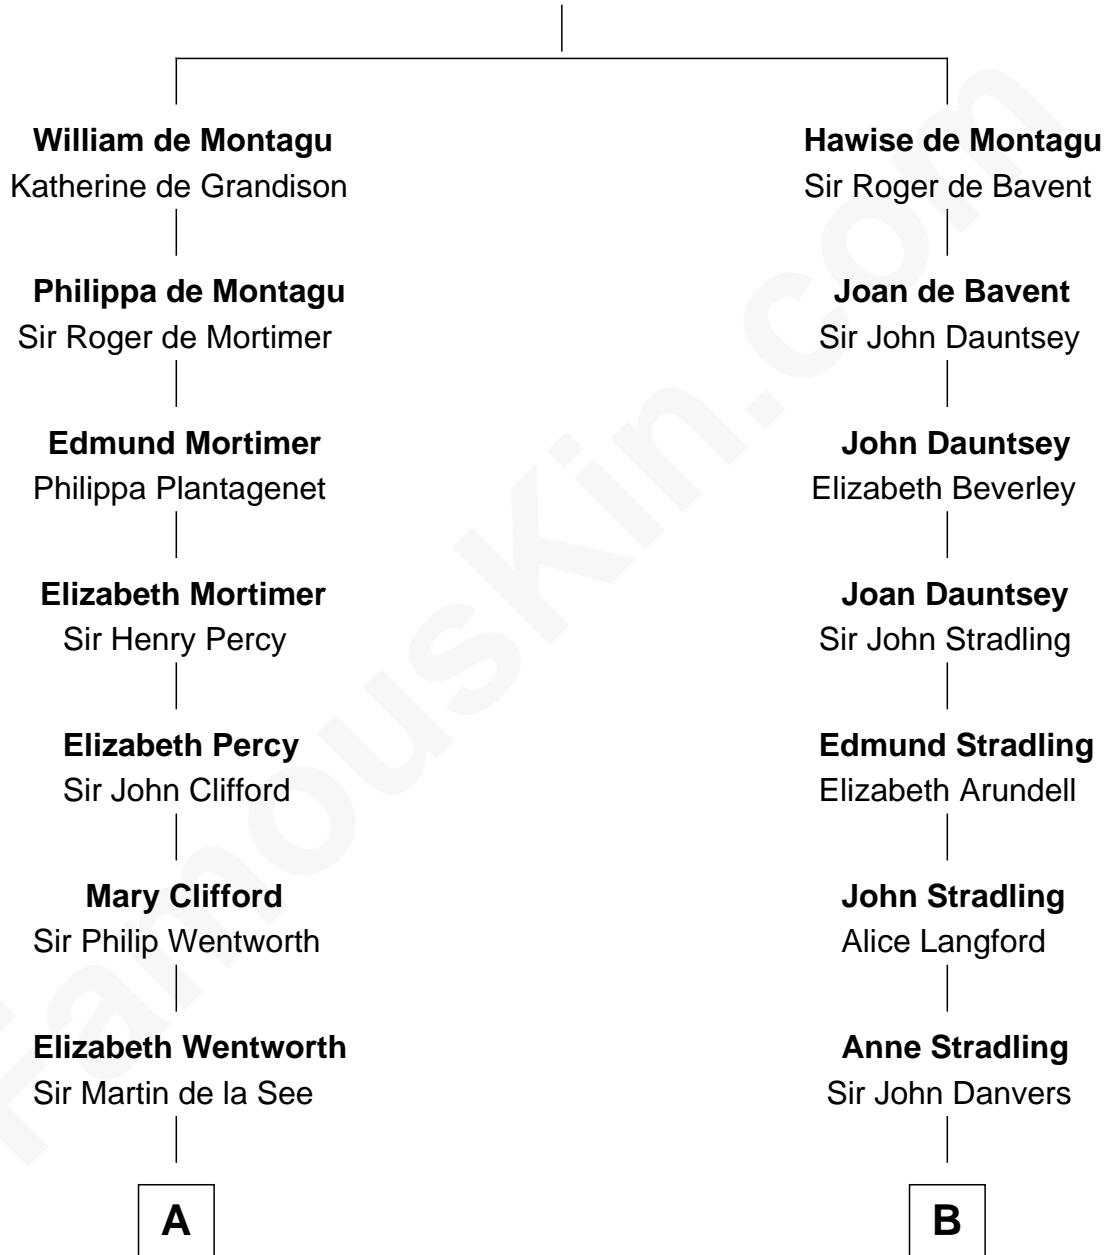 William de Montagu
Katherine de Grandison
Philippa de Montagu
Sir Roger de Mortimer
Edmund Mortimer
Philippa Plantagenet
Elizabeth Mortimer
Sir Henry Percy
Elizabeth Percy
Sir John Clifford
Mary Clifford
Sir Philip Wentworth
Elizabeth Wentworth
Sir Martin de la See
A
Hawise de Montagu
Sir Roger de Bavent
Joan de Bavent
Sir John Dauntsey
John Dauntsey
Elizabeth Beverley
Joan Dauntsey
Sir John Stradling
Edmund Stradling
Elizabeth Arundell
John Stradling
Alice Langford
Anne Stradling
Sir John Danvers
B
FamousKin.com